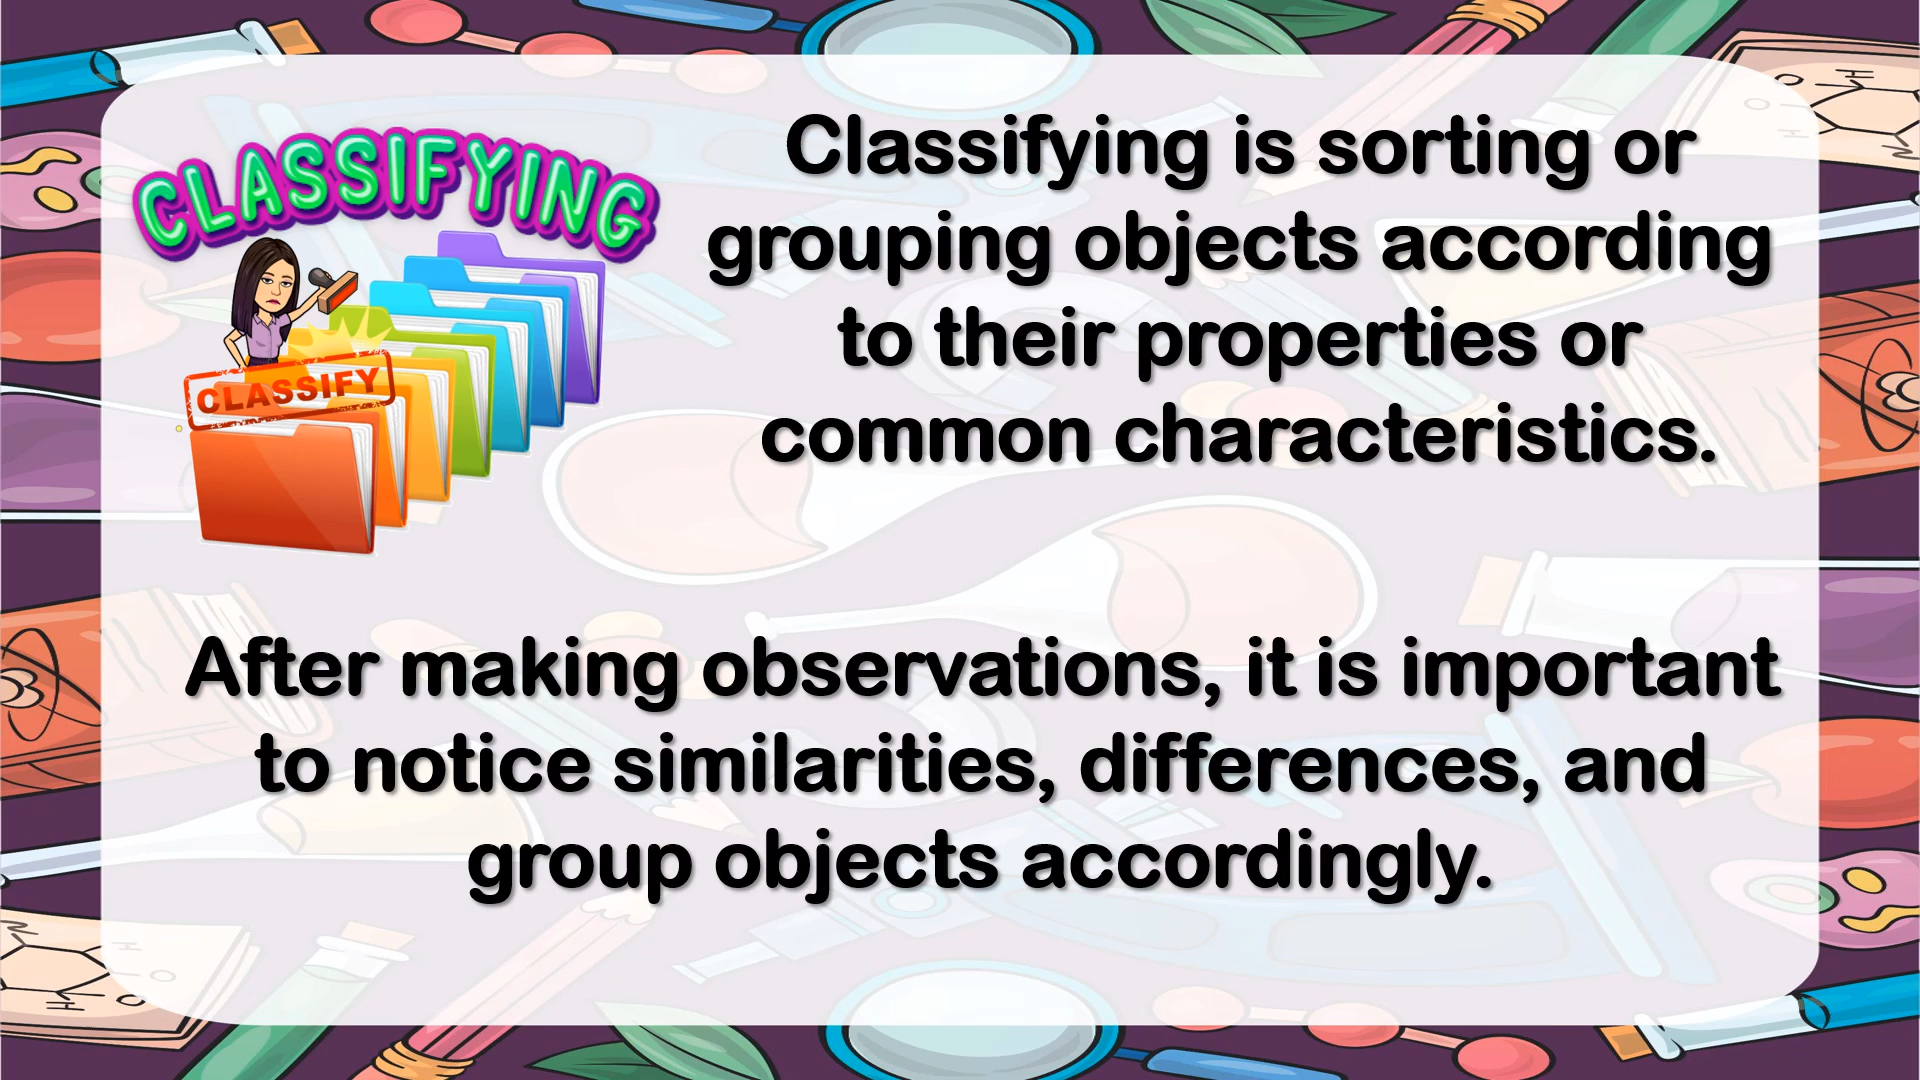 CLASSIFYING
CLASSIFY
Classifying is sorting or
grouping objects according
to their properties or
common characteristics.
After making observations, it is important
to notice similarities, differences, and
group objects accordingly.